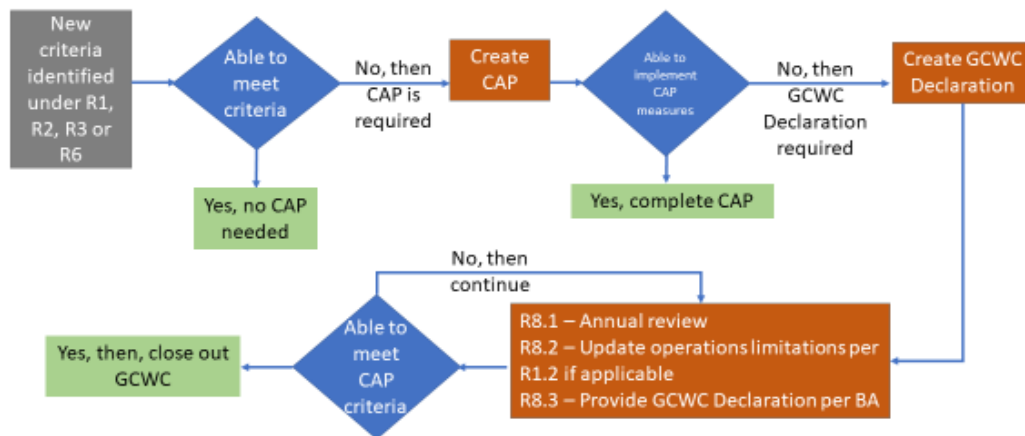 New
criteria
identified
under R1,
R2, R3 or
R6
Able to
meet
criteria
No, then
CAP is
required
Create
CAP
Able to
implement
CAP
measures
No, then
GCWC
Declaration
required
Create GCWC
Declaration
Yes, no CAP
needed
Yes, complete CAP
No, then
continue
R8.1 – Annual review
R8.2 – Update operations limitations per
R1.2 if applicable
R8.3 – Provide GCWC Declaration per BA
Able to
meet
CAP
criteria
Yes, then, close out
GCWC